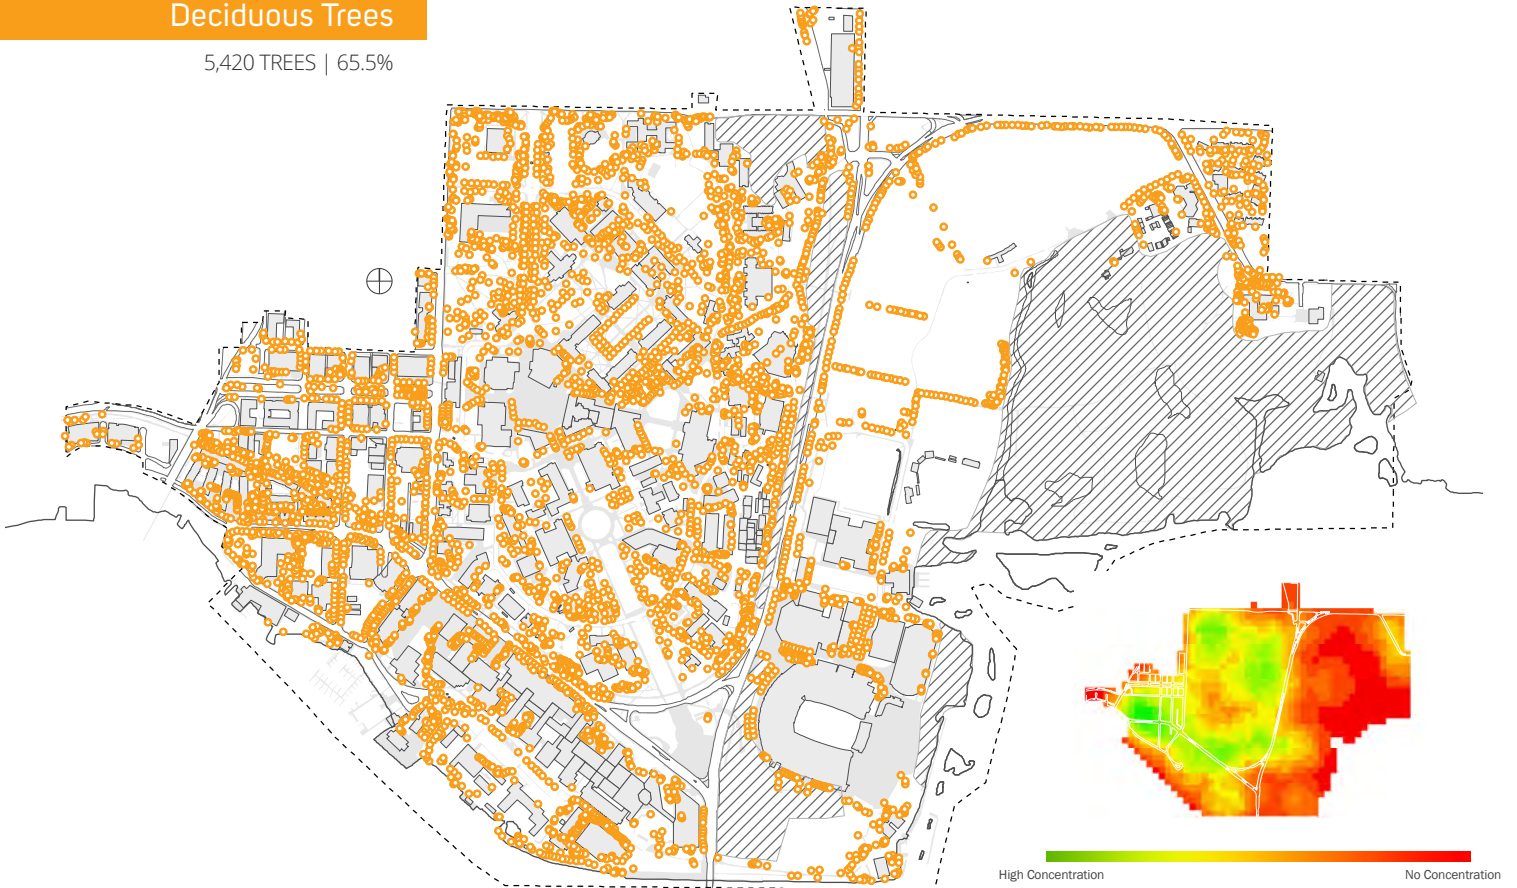 Deciduous Trees
5,420 TREES | 65.5%
High Concentration
No Concentration